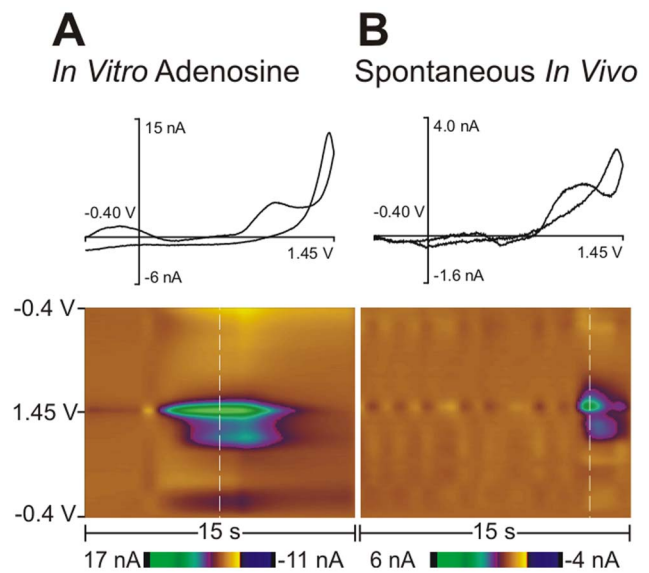 A
B
In Vitro Adenosine
Spontaneous In Vivo
15 nA
-0.40 V
1.45 V
-6 nA
4.0 nA
-0.40 V
1.45 V
-1.6 nA
-0.4 V
1.45 V
-0.4 V
15 s
15 s
17 nA
-11 nA
6 nA
-4 nA